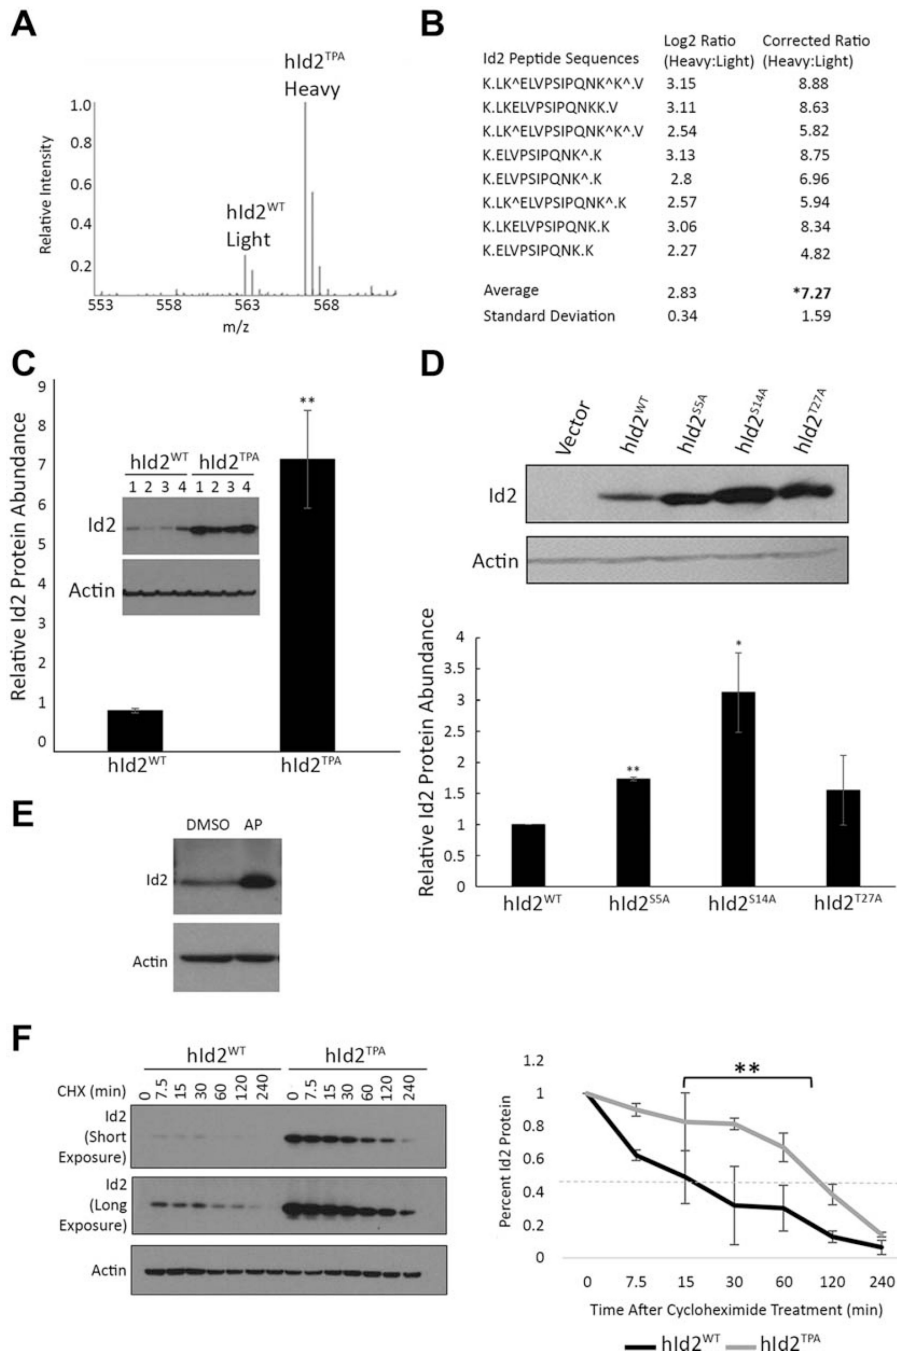 A
hId2TPA
Heavy
1.0
0.8
0.6
0.4
0.2
Relative Intensity
hId2WT
Light
553 558 563 568
m/z
B
Id2 Peptide Sequences Log2 Ratio (Heavy:Light) Corrected Ratio (Heavy:Light)
K.LK^ELVPSIPQNK^K^.V 3.15 8.88
K.LKELVPSIPQNKK.V 3.11 8.63
K.LK^ELVPSIPQNK^K^.V 2.54 5.82
K.ELVPSIPQNK^.K 3.13 8.75
K.ELVPSIPQNK^.K 2.8 6.96
K.LK^ELVPSIPQNK^.K 2.57 5.94
K.LKELVPSIPQNK.K 3.06 8.34
K.ELVPSIPQNK.K 2.27 4.82
Average 2.83 *7.27
Standard Deviation 0.34 1.59
C
Relative Id2 Protein Abundance
9
8
7
6
5
4
3
2
1
0
**
hId2WT hId2TPA
1 2 3 4 1 2 3 4
Id2
Actin
hId2WT hId2TPA
D
Vector hId2WT hId2S5A hId2S14A hId2T27A
Id2
Actin
Relative Id2 Protein Abundance
4
3.5
3
2.5
2
1.5
1
0.5
0
**
*
hId2WT hId2S5A hId2S14A hId2T27A
E
DMSO AP
Id2
Actin
F
hId2WT hId2TPA
CHX (min) 0 7.5 15 30 60 120 240 0 7.5 15 30 60 120 240
Id2
(Short
Exposure)
Id2
(Long
Exposure)
Actin
Percent Id2 Protein
1.2
1
0.8
0.6
0.4
0.2
0
**
0 7.5 15 30 60 120 240
Time After Cycloheximide Treatment (min)
hId2WT hId2TPA